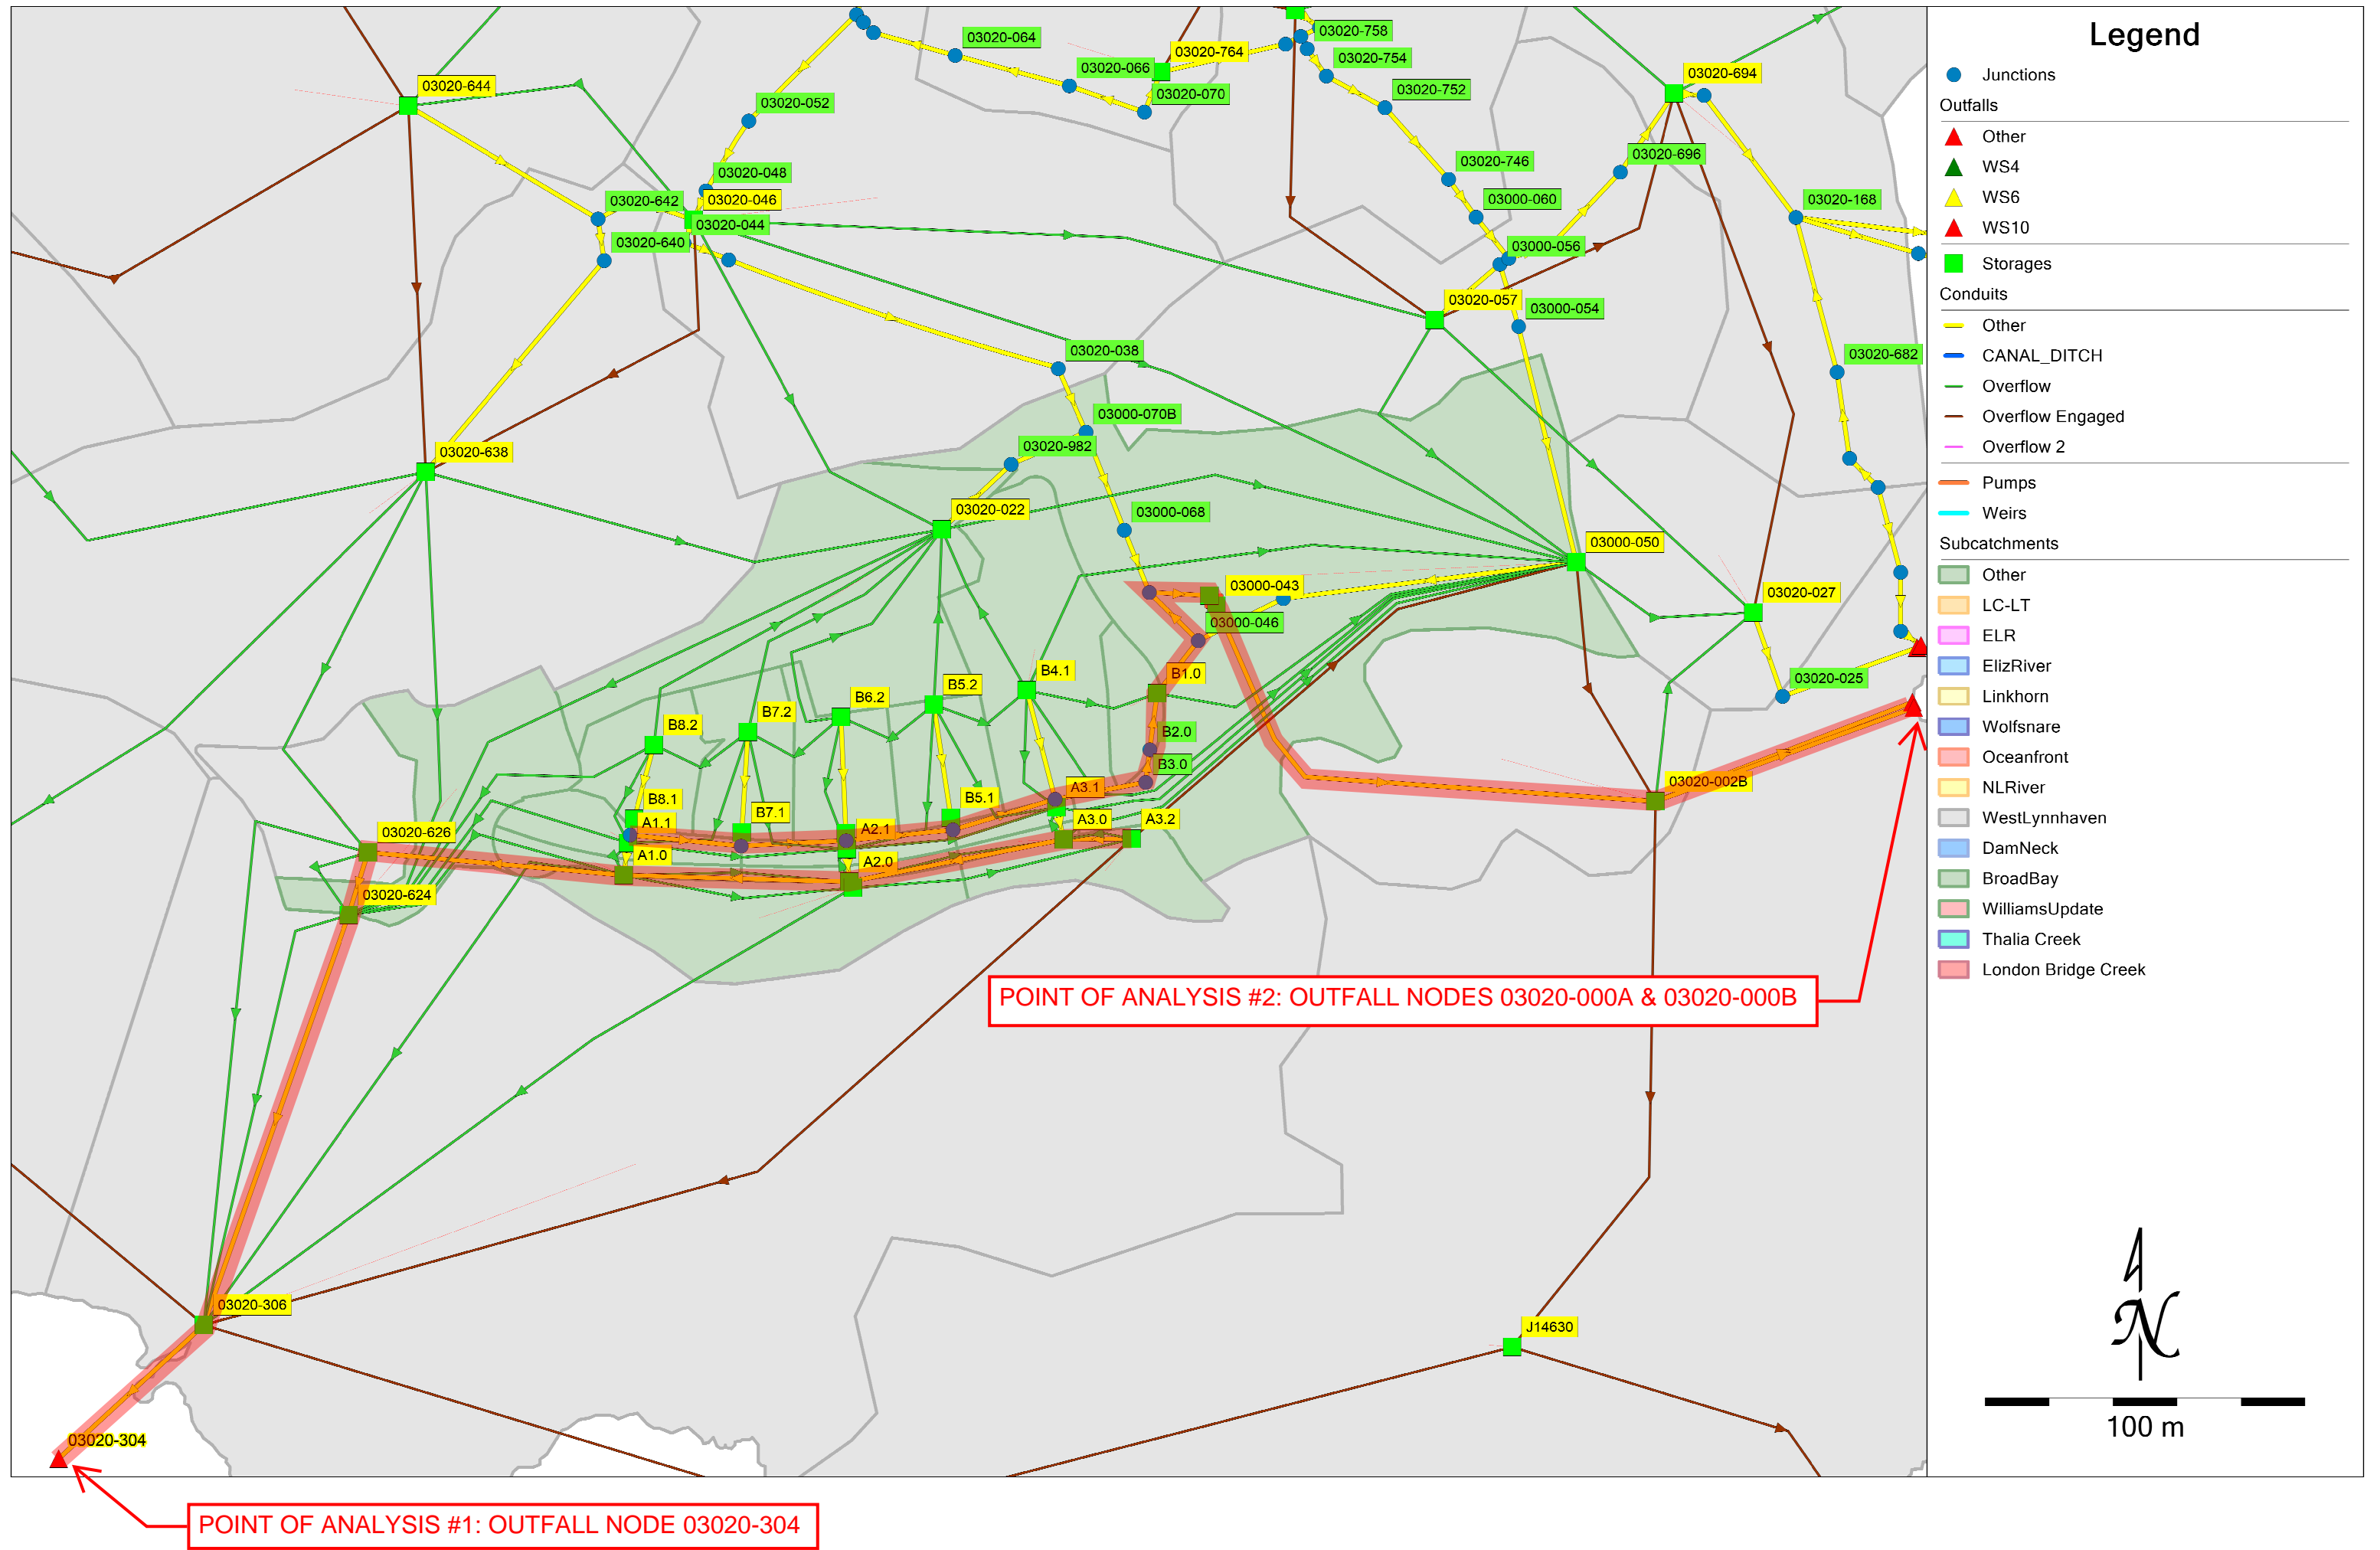 03020-758
03020-064
03020-764
03020-754
03020-066
03020-694
03020-644
03020-070
03020-752
03020-052
03020-696
03020-746
03020-048
03020-642
03020-046
03000-060
03020-168
03020-044
03020-640
03000-056
03020-057
03000-054
03020-038
03020-682
03000-070B
03020-982
03020-638
03020-022
03000-068
03000-050
03000-043
03020-027
03000-046
B4.1
B1.0
B5.2
03020-025
B6.2
B7.2
B8.2
B2.0
B3.0
03020-002B
A3.1
B8.1
B5.1
B7.1
A1.1
A3.0
A3.2
A2.1
03020-626
A1.0
A2.0
03020-624
POINT OF ANALYSIS #2: OUTFALL NODES 03020-000A & 03020-000B
03020-306
J14630
03020-304
POINT OF ANALYSIS #1: OUTFALL NODE 03020-304
Legend
Junctions
Outfalls
Other
WS4
WS6
WS10
Storages
Conduits
Other
CANAL_DITCH
Overflow
Overflow Engaged
Overflow 2
Pumps
Weirs
Subcatchments
Other
LC-LT
ELR
ElizRiver
Linkhorn
Wolfsnare
Oceanfront
NLRiver
WestLynnhaven
DamNeck
BroadBay
WilliamsUpdate
Thalia Creek
London Bridge Creek
N
100 m